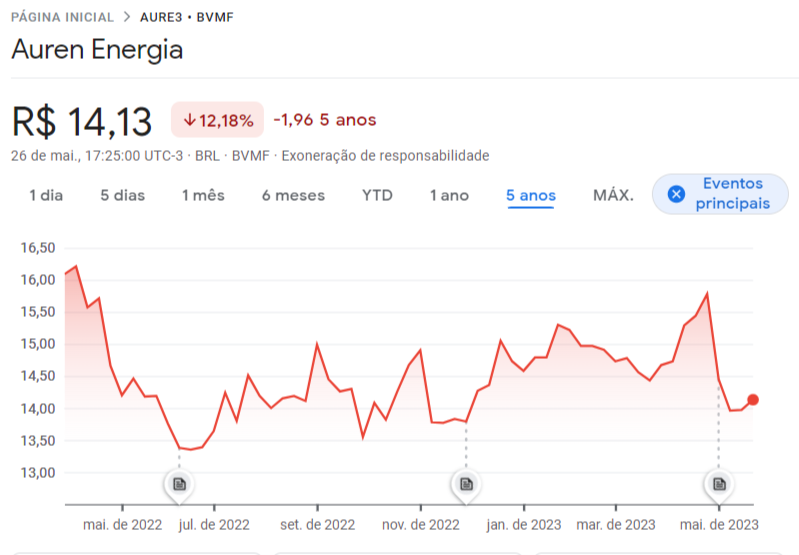 PÁGINA INICIAL > AURE3 • BVMF
Auren Energia
R$ 14,13 ↓12,18% -1,96 5 anos
26 de mai., 17:25:00 UTC-3 · BRL · BVMF · Exoneração de responsabilidade
1 dia 5 dias 1 mês 6 meses YTD 1 ano 5 anos MÁX. Eventos
principais
16,50
16,00
15,50
15,00
14,50
14,00
13,50
13,00
mai. de 2022 jul. de 2022 set. de 2022 nov. de 2022 jan. de 2023 mar. de 2023 mai. de 2023